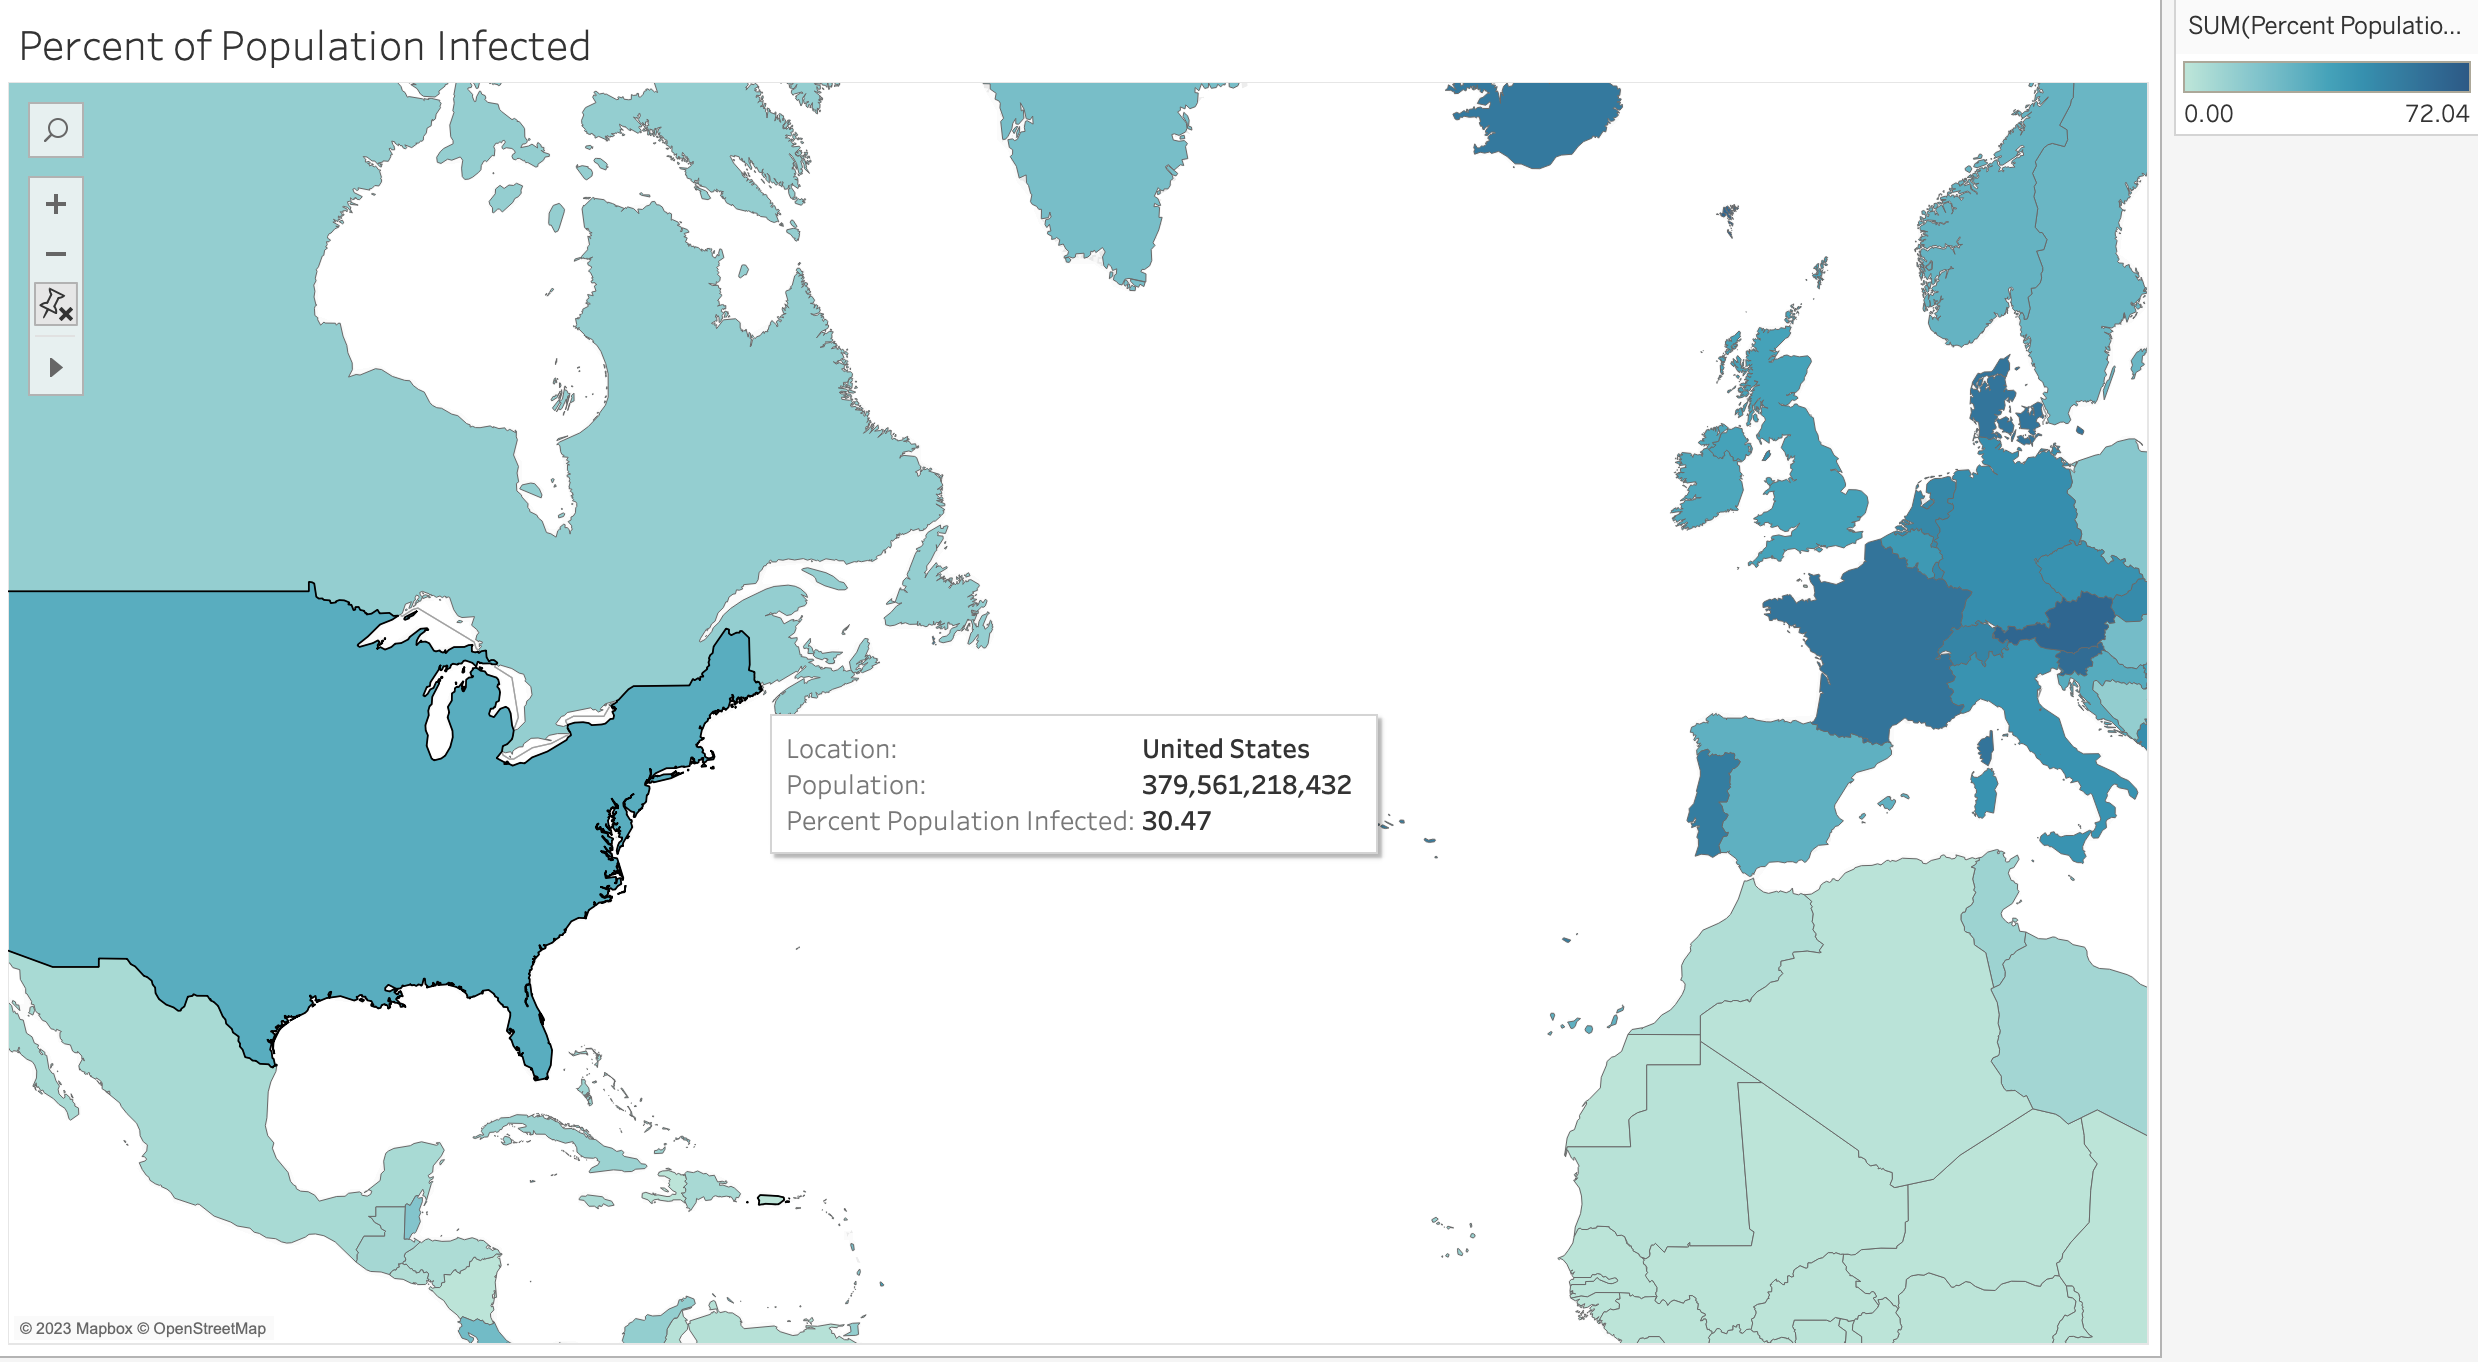 Percent of Population Infected
SUM(Percent Populatio...
0.00 72.04
Location: United States
Population: 379,561,218,432
Percent Population Infected: 30.47
© 2023 Mapbox © OpenStreetMap